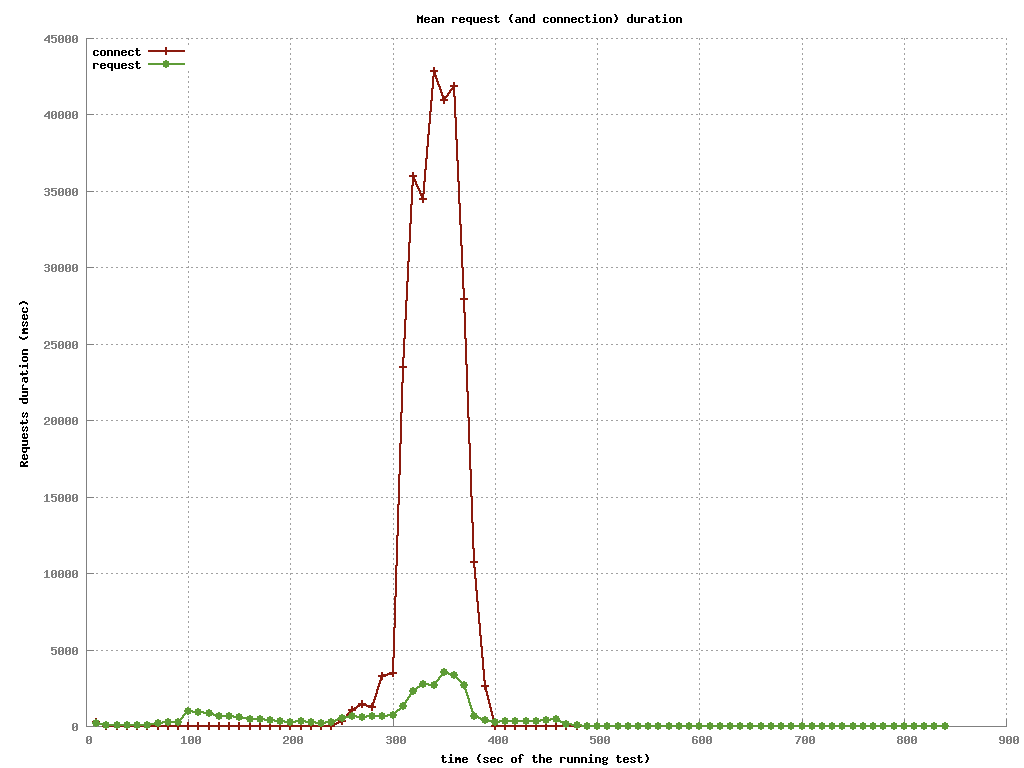 Mean request (and connection) duration
45000
connect
request
40000
35000
30000
25000
20000
15000
10000
5000
0
Requests duration (msec)
0 100 200 300 400 500 600 700 800 900
time (sec of the running test)